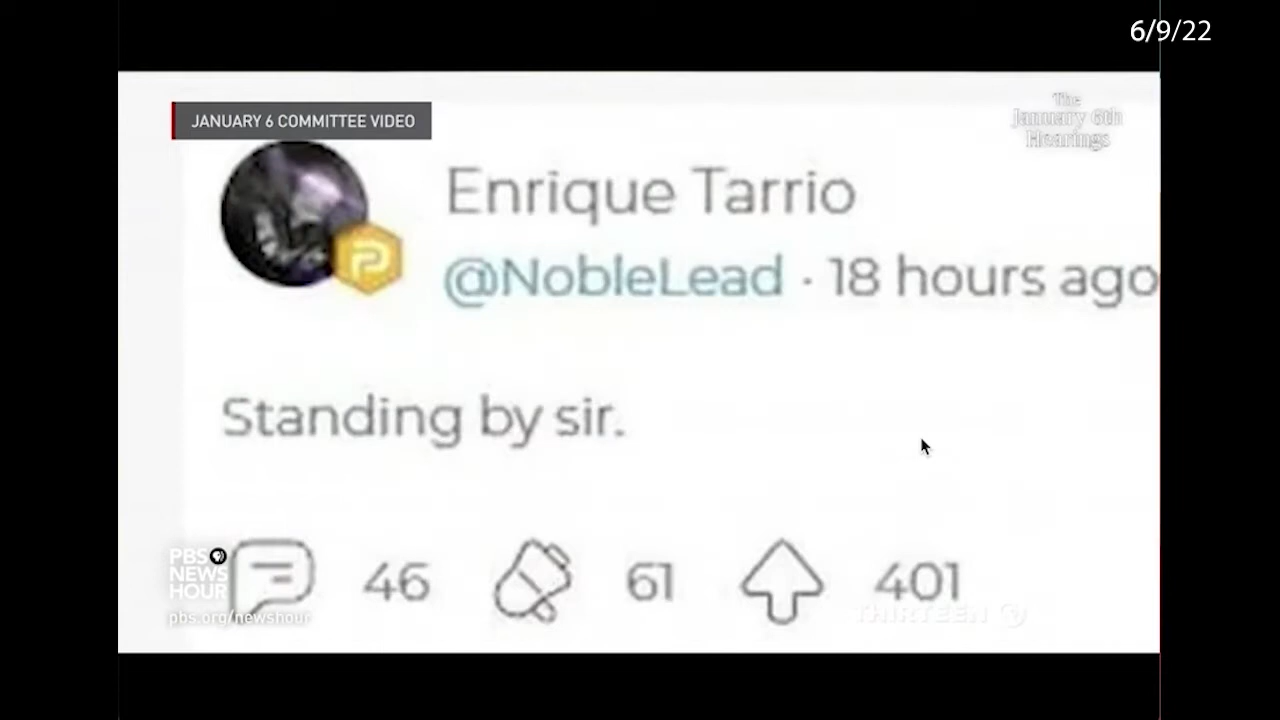 6/9/22
JANUARY 6 COMMITTEE VIDEO
The
January 6th
Hearings
Enrique Tarrio
@NobleLead · 18 hours ago
Standing by sir.
46 61 401
PBS
NEWS
HOUR
pbs.org/newshour
THIRTEEN